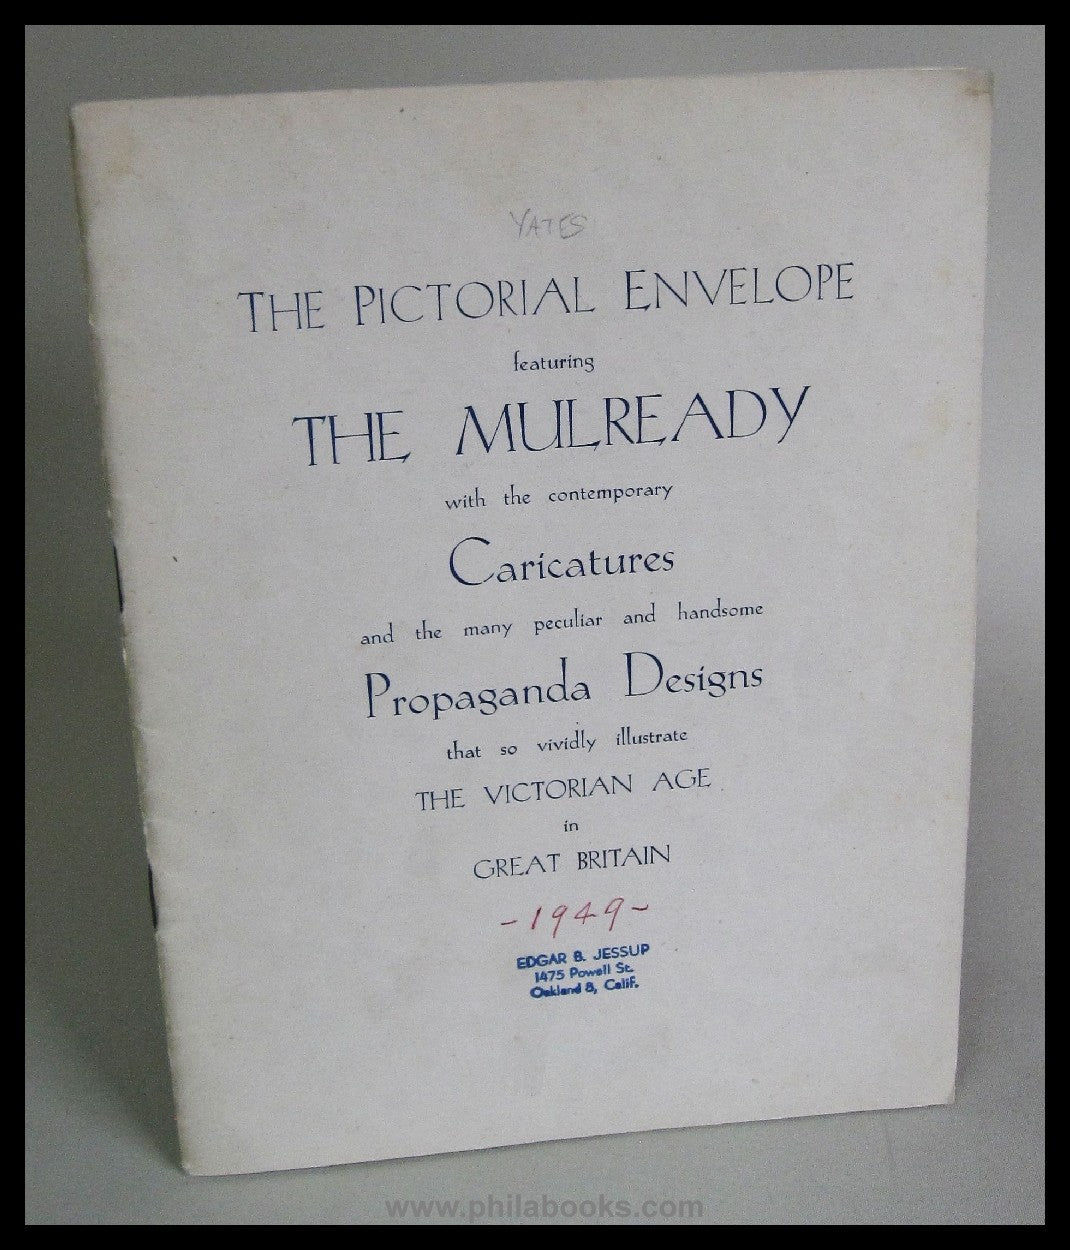 YATES
THE PICTORIAL ENVELOPE
featuring
THE MULREADY
with the contemporary
Caricatures
and the many peculiar and handsome
Propaganda Designs
that so vividly illustrate
THE VICTORIAN AGE
in
GREAT BRITAIN
-1949-
EDGAR B. JESSUP
1475 Powell St.
Oakland 8, Calif.
www.philabooks.com